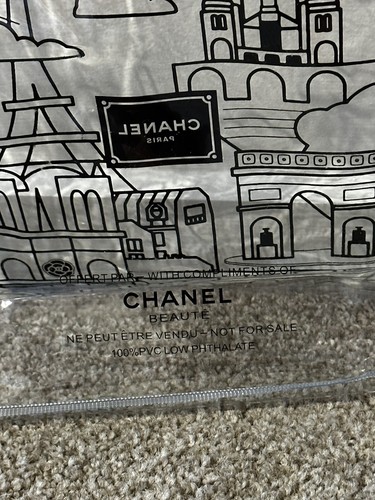 CHANEL
PARIS
OFFERT PAR - WITH COMPLIMENTS OF
CHANEL
BEAUTÉ
NE PEUT ÊTRE VENDU - NOT FOR SALE
100% PVC LOW PHTHALATE